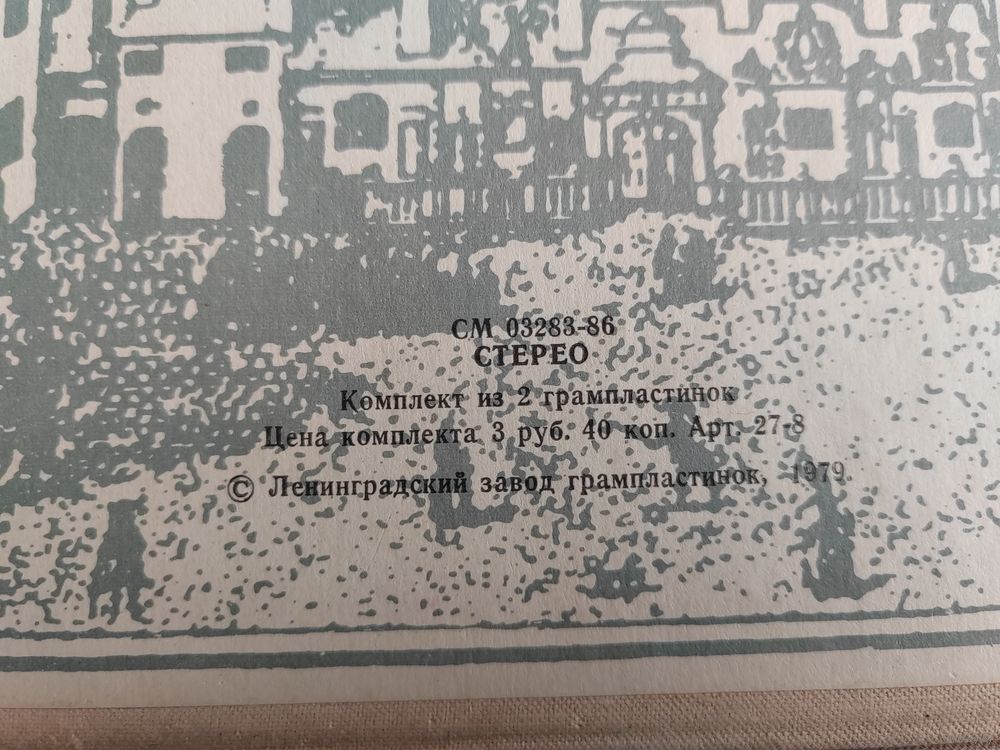 СМ 03283-86
СТЕРЕО
Комплект из 2 грампластинок
Цена комплекта 3 руб. 40 коп. Арт. 27-8
© Ленинградский завод грампластинок, 1979.